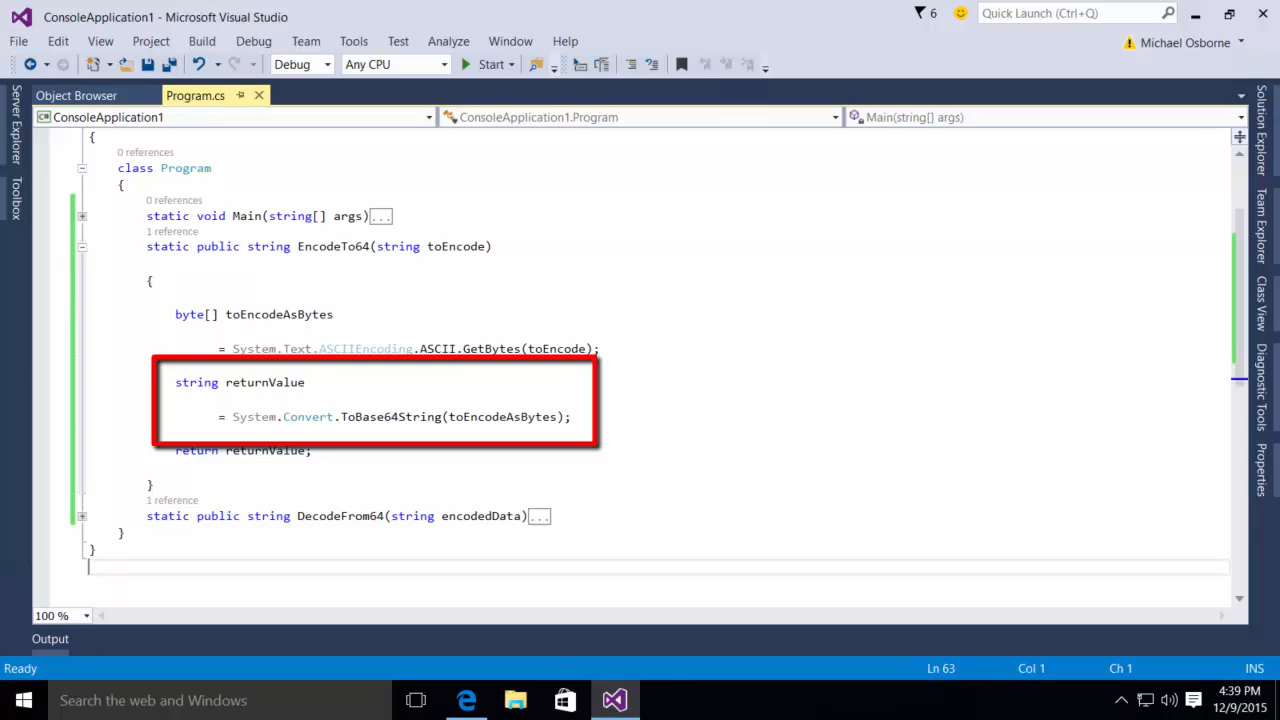 ConsoleApplication1 - Microsoft Visual Studio
6
Quick Launch (Ctrl+Q)
File Edit View Project Build Debug Team Tools Test Analyze Window Help
Michael Osborne
Debug Any CPU Start
Object Browser Program.cs
ConsoleApplication1 ConsoleApplication1.Program Main(string[] args)
Server Explorer
Toolbox
{
0 references
class Program
{
0 references
static void Main(string[] args)...
1 reference
static public string EncodeTo64(string toEncode)
{
byte[] toEncodeAsBytes
= System.Text.ASCIIEncoding.ASCII.GetBytes(toEncode);
string returnValue
= System.Convert.ToBase64String(toEncodeAsBytes);
return returnValue;
}
1 reference
static public string DecodeFrom64(string encodedData)...
}
}
Solution Explorer
Team Explorer
Class View
Diagnostic Tools
Properties
100 %
Output
Ready Ln 63 Col 1 Ch 1 INS
Search the web and Windows
4:39 PM
12/9/2015